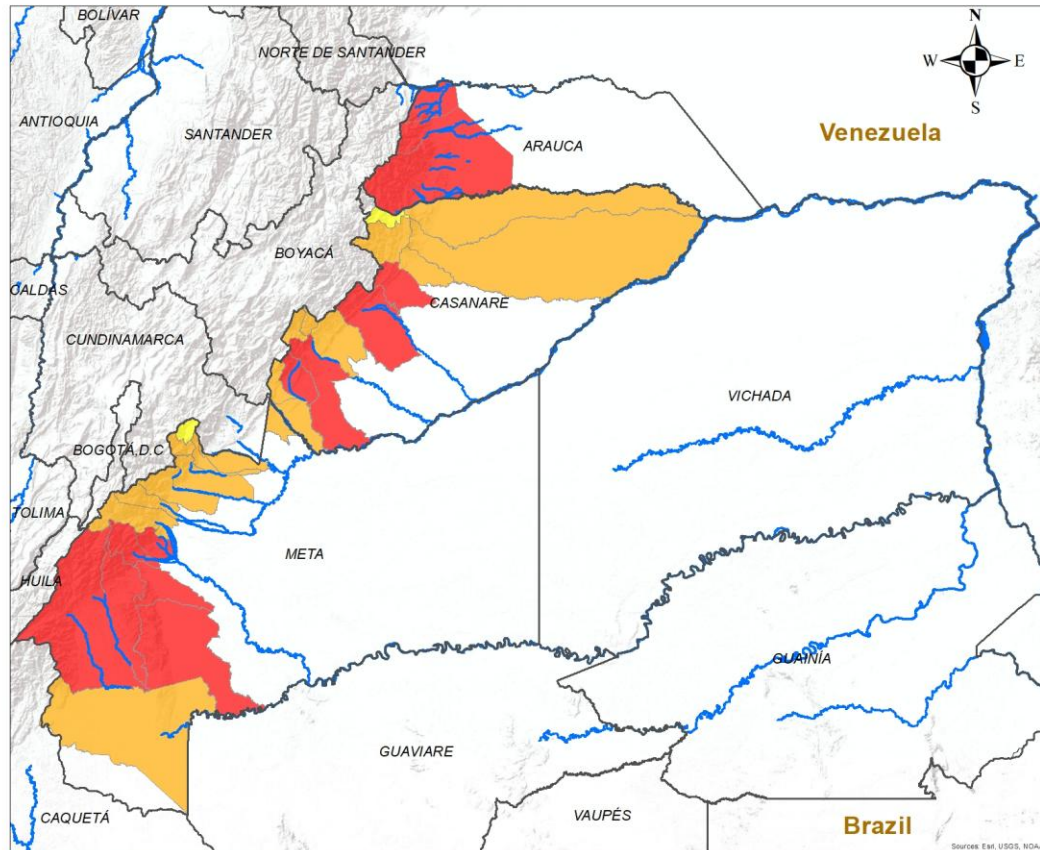 BOLÍVAR
N
NORTE DE SANTANDER
W E
S
ANTIOQUIA
SANTANDER
Venezuela
ARAUCA
BOYACÁ
CALDAS
CASANARE
CUNDINAMARCA
VICHADA
BOGOTÁ,D.C
TOLIMA
META
HUILA
GUAINÍA
GUAVIARE
CAQUETÁ
VAUPÉS
Brazil
Sources: Esri, USGS, NOAA